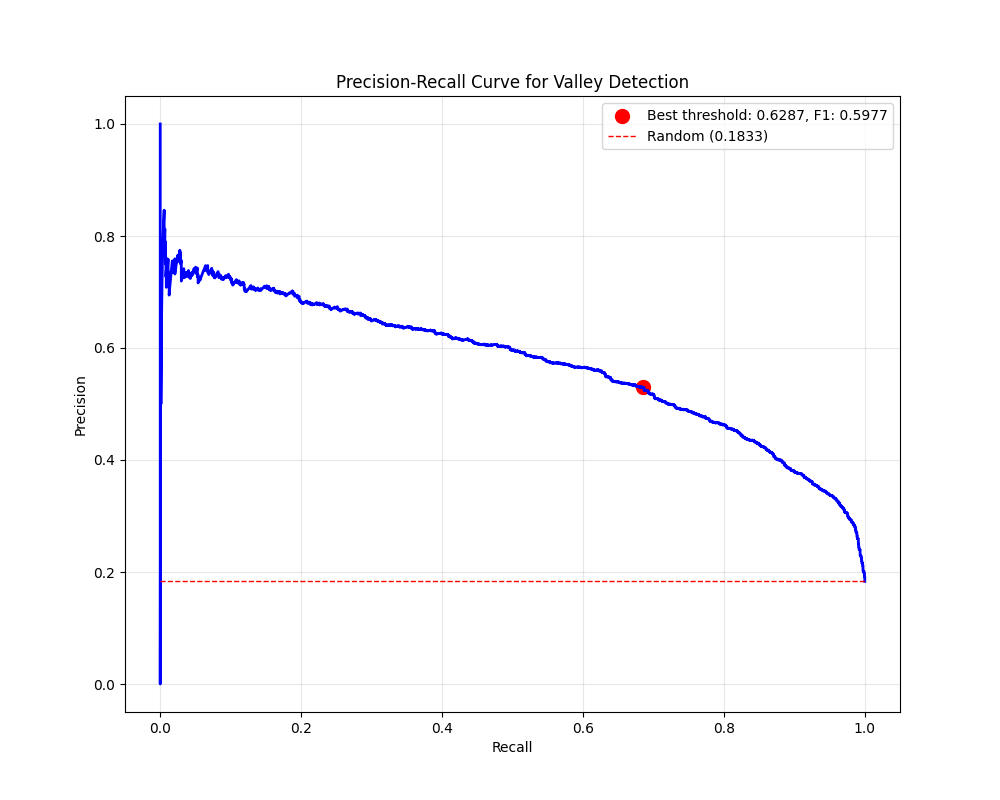 Precision-Recall Curve for Valley Detection
Best threshold: 0.6287, F1: 0.5977
Random (0.1833)
1.0
0.8
0.6
0.4
0.2
0.0
Precision
0.0 0.2 0.4 0.6 0.8 1.0
Recall